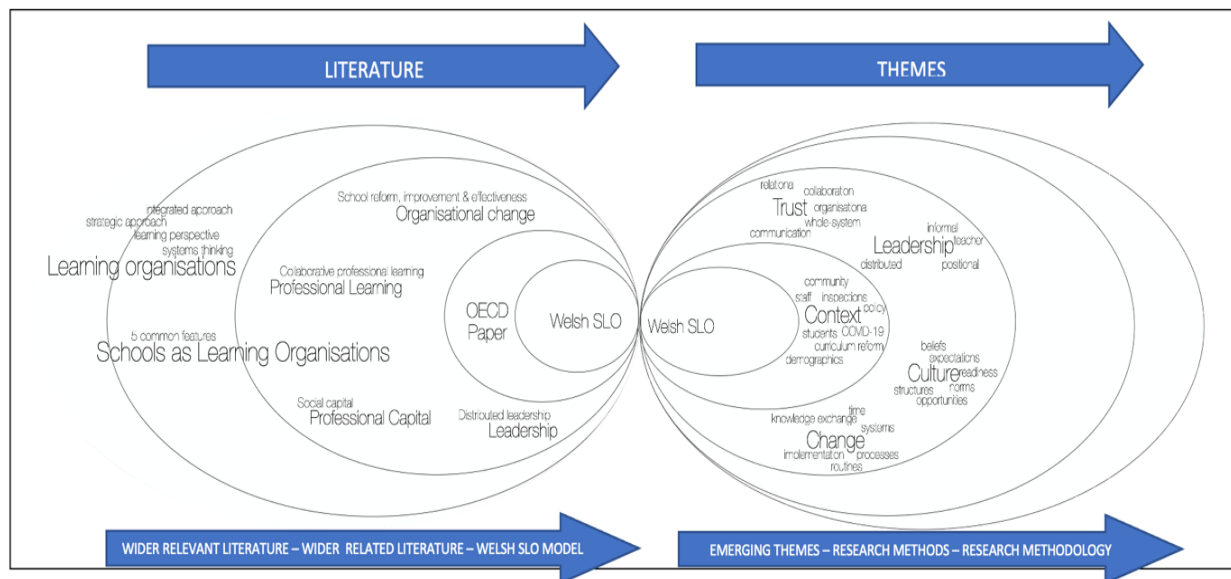 LITERATURE
THEMES
integrated approach
strategic approach
learning perspective
systems thinking
Learning organisations
5 common features
Schools as Learning Organisations
School reform, improvement & effectiveness
Organisational change
Collaborative professional learning
Professional Learning
Social capital
Professional Capital
Distributed leadership
Leadership
OECD
Paper
Welsh SLO
Welsh SLO
relational
collaboration
Trust
organisational
whole-system
communication
informal
Leadership
teacher
distributed
positional
community
staff
inspections
policy
Context
students
COVID-19
curriculum reform
demographics
beliefs
expectations
Culture
readiness
structures
norms
opportunities
knowledge exchange
time
systems
Change
implementation
processes
routines
WIDER RELEVANT LITERATURE – WIDER RELATED LITERATURE – WELSH SLO MODEL
EMERGING THEMES – RESEARCH METHODS – RESEARCH METHODOLOGY